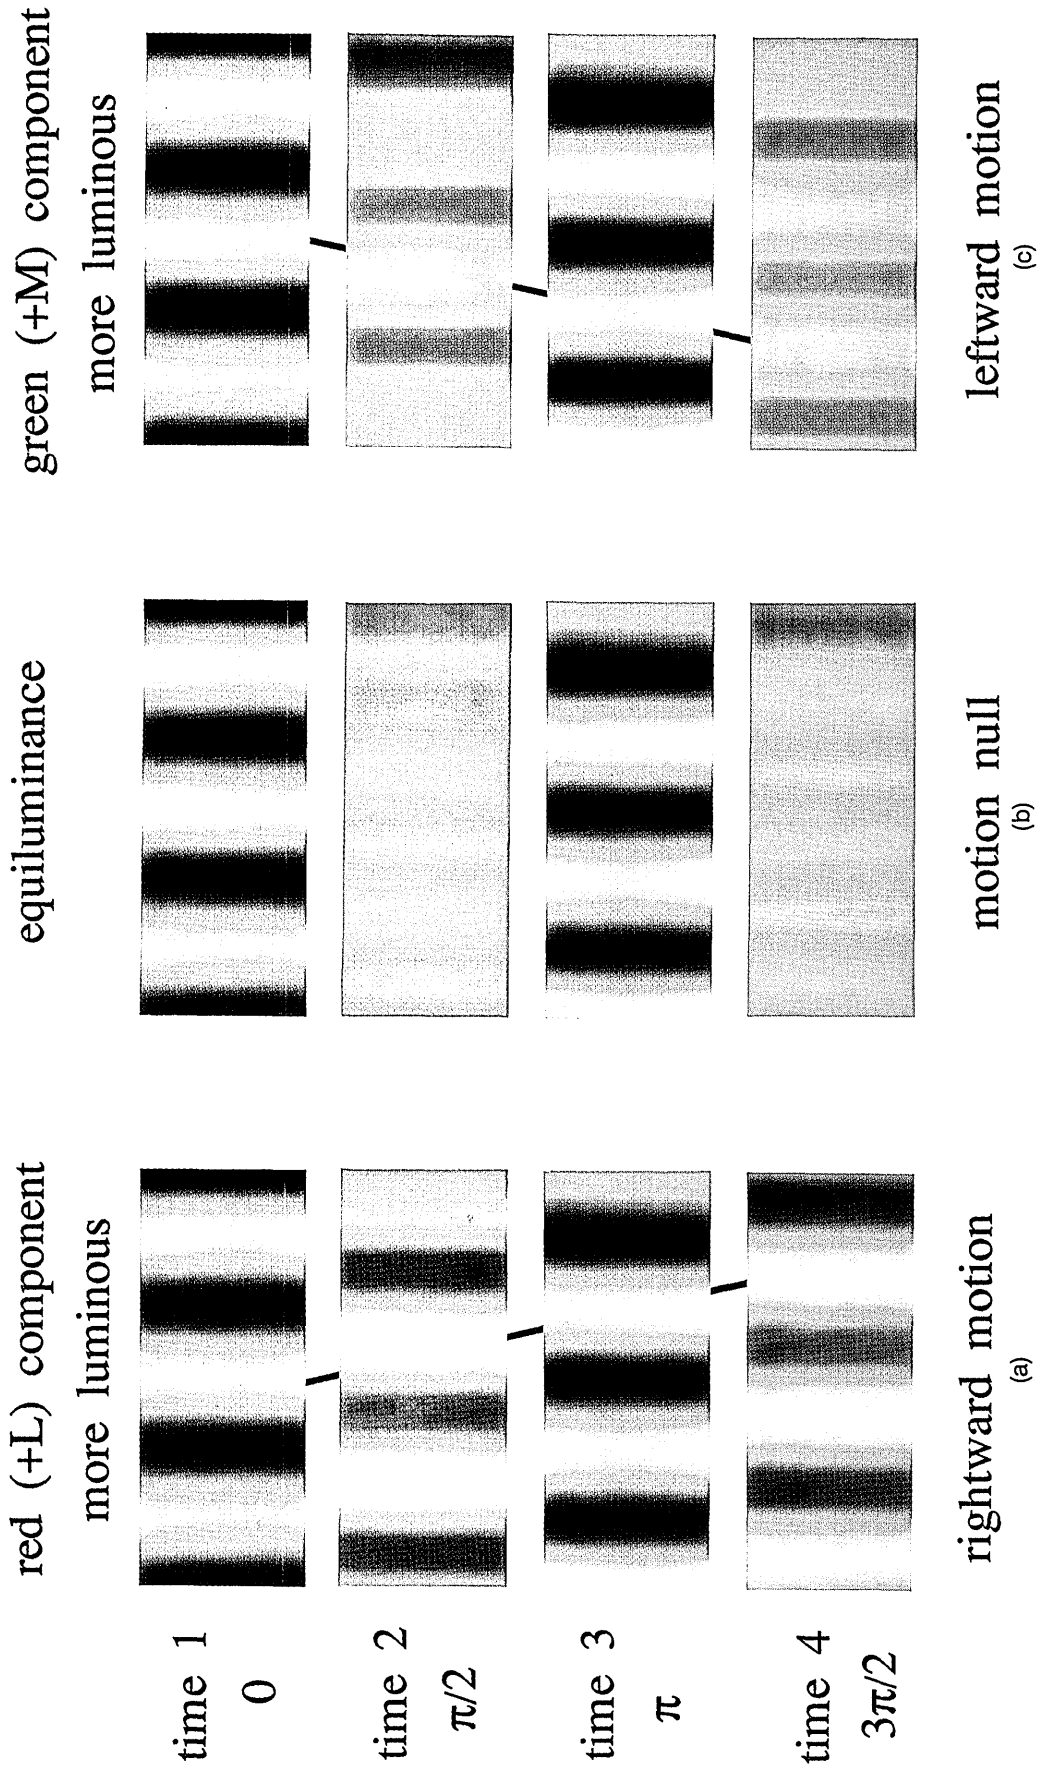 red (+L) component
more luminous
equiluminance
green (+M) component
more luminous
time 1
0
time 2
π/2
time 3
π
time 4
3π/2
rightward motion
(a)
motion null
(b)
leftward motion
(c)